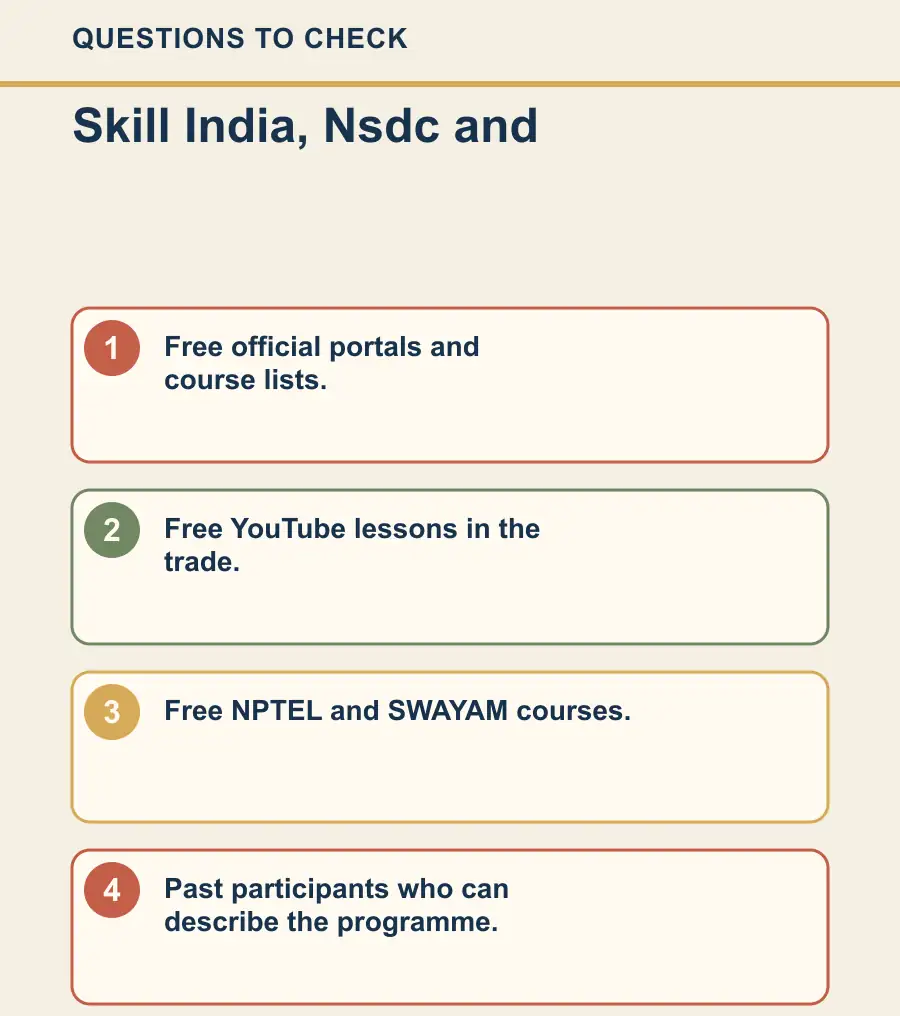 QUESTIONS TO CHECK
Skill India, Nsdc and
1
Free official portals and
course lists.
2
Free YouTube lessons in the
trade.
3
Free NPTEL and SWAYAM courses.
4
Past participants who can
describe the programme.